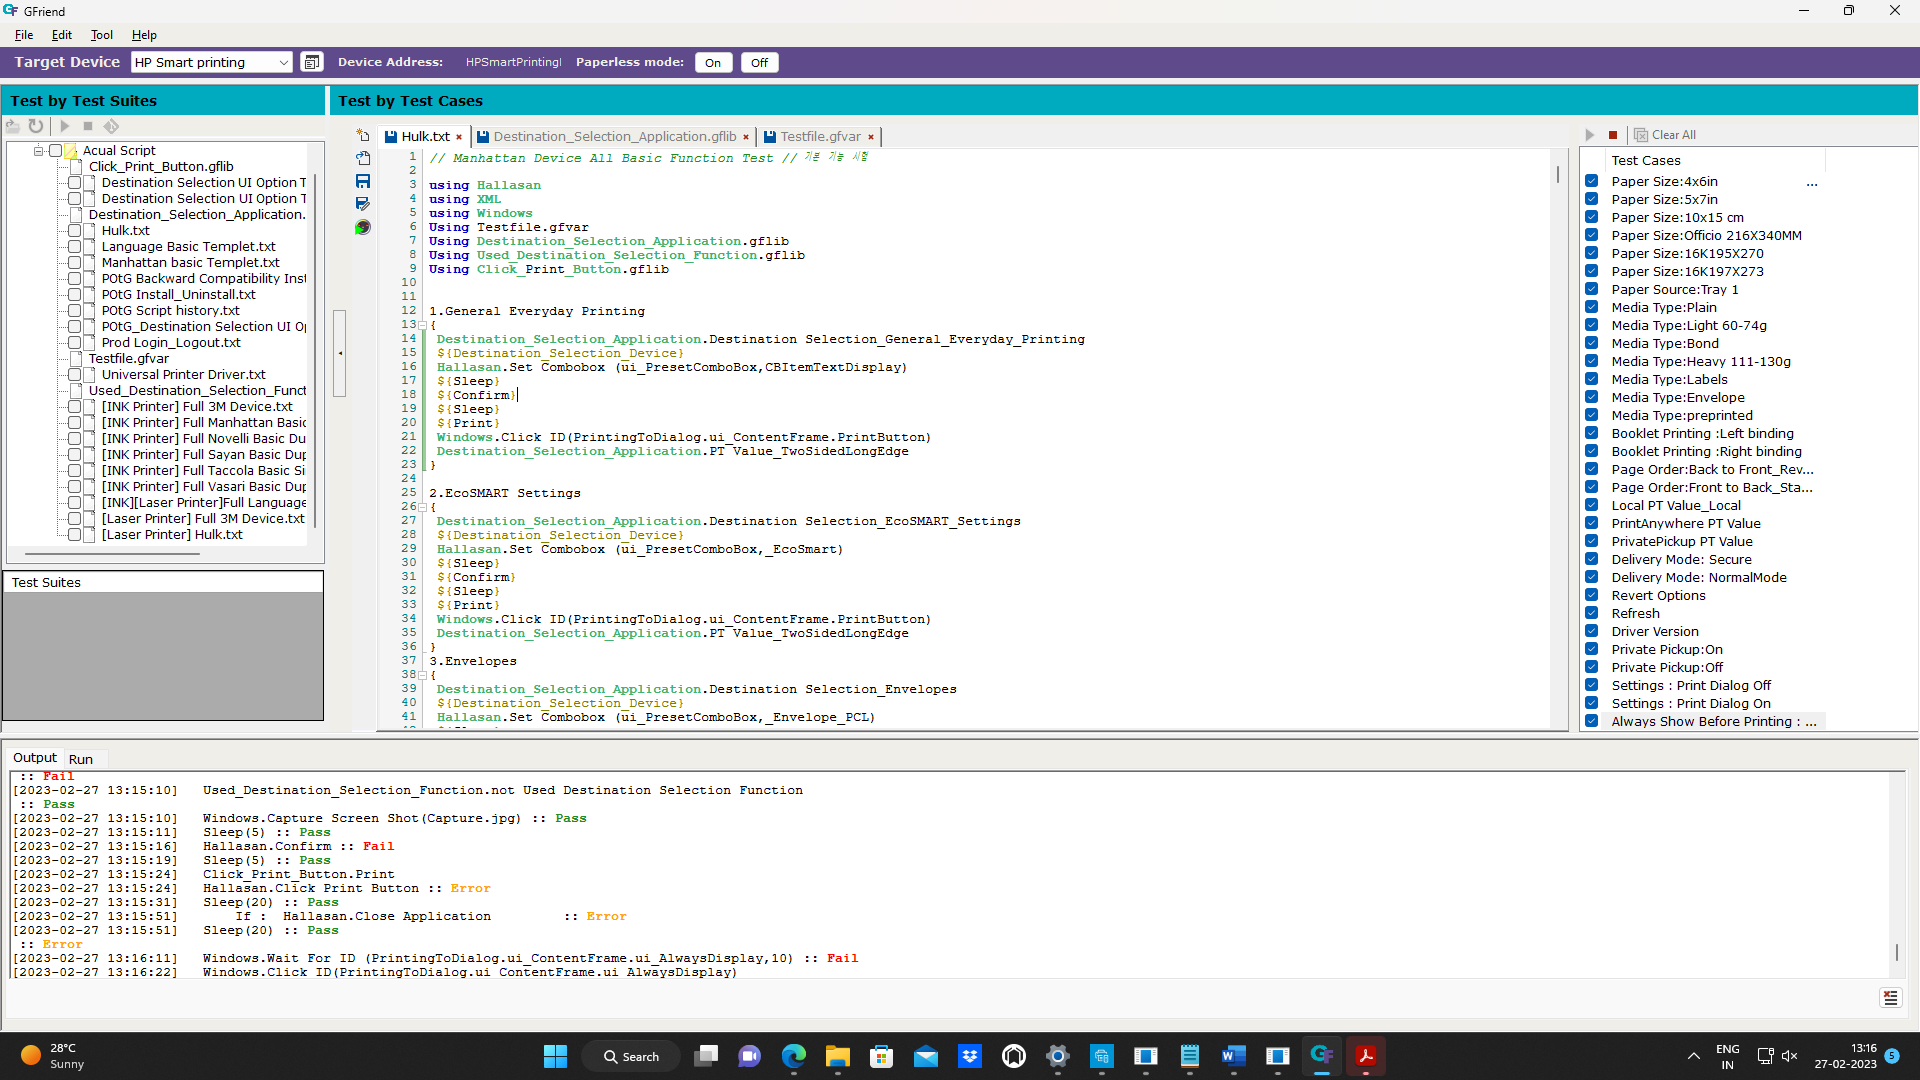 GFriend
File Edit Tool Help
Target Device HP Smart printing Device Address: HPSmartPrintingI Paperless mode: On Off
Test by Test Suites
Acual Script
Click_Print_Button.gflib
Destination Selection UI Option T
Destination Selection UI Option T
Destination_Selection_Application.
Hulk.txt
Language Basic Templet.txt
Manhattan basic Templet.txt
POtG Backward Compatibility Inst
POtG Install_Uninstall.txt
POtG Script history.txt
POtG_Destination Selection UI Op
Prod Login_Logout.txt
Testfile.gfvar
Universal Printer Driver.txt
Used_Destination_Selection_Funct
[INK Printer] Full 3M Device.txt
[INK Printer] Full Manhattan Basic
[INK Printer] Full Novelli Basic Du
[INK Printer] Full Sayan Basic Dup
[INK Printer] Full Taccola Basic Si
[INK Printer] Full Vasari Basic Dup
[INK][Laser Printer]Full Language
[Laser Printer] Full 3M Device.txt
[Laser Printer] Hulk.txt
Test Suites
Test by Test Cases
Hulk.txt × Destination_Selection_Application.gflib × Testfile.gfvar ×
1 // Manhattan Device All Basic Function Test // 기본 기능 시험
2
3 using Hallasan
4 using XML
5 using Windows
6 Using Testfile.gfvar
7 Using Destination_Selection_Application.gflib
8 Using Used_Destination_Selection_Function.gflib
9 Using Click_Print_Button.gflib
10
11
12 1.General Everyday Printing
13 {
14 Destination_Selection_Application.Destination Selection_General_Everyday_Printing
15 ${Destination_Selection_Device}
16 Hallasan.Set Combobox (ui_PresetComboBox,CBItemTextDisplay)
17 ${Sleep}
18 ${Confirm}
19 ${Sleep}
20 ${Print}
21 Windows.Click ID(PrintingToDialog.ui_ContentFrame.PrintButton)
22 Destination_Selection_Application.PT Value_TwoSidedLongEdge
23 }
24
25 2.EcoSMART Settings
26 {
27 Destination_Selection_Application.Destination Selection_EcoSMART_Settings
28 ${Destination_Selection_Device}
29 Hallasan.Set Combobox (ui_PresetComboBox,_EcoSmart)
30 ${Sleep}
31 ${Confirm}
32 ${Sleep}
33 ${Print}
34 Windows.Click ID(PrintingToDialog.ui_ContentFrame.PrintButton)
35 Destination_Selection_Application.PT Value_TwoSidedLongEdge
36 }
37 3.Envelopes
38 {
39 Destination_Selection_Application.Destination Selection_Envelopes
40 ${Destination_Selection_Device}
41 Hallasan.Set Combobox (ui_PresetComboBox,_Envelope_PCL)
Clear All
Test Cases
Paper Size:4x6in ...
Paper Size:5x7in
Paper Size:10x15 cm
Paper Size:Officio 216X340MM
Paper Size:16K195X270
Paper Size:16K197X273
Paper Source:Tray 1
Media Type:Plain
Media Type:Light 60-74g
Media Type:Bond
Media Type:Heavy 111-130g
Media Type:Labels
Media Type:Envelope
Media Type:preprinted
Booklet Printing :Left binding
Booklet Printing :Right binding
Page Order:Back to Front_Rev...
Page Order:Front to Back_Sta...
Local PT Value_Local
PrintAnywhere PT Value
PrivatePickup PT Value
Delivery Mode: Secure
Delivery Mode: NormalMode
Revert Options
Refresh
Driver Version
Private Pickup:On
Private Pickup:Off
Settings : Print Dialog Off
Settings : Print Dialog On
Always Show Before Printing : ...
Output Run
:: Fail
[2023-02-27 13:15:10] Used_Destination_Selection_Function.not Used Destination Selection Function
:: Pass
[2023-02-27 13:15:10] Windows.Capture Screen Shot(Capture.jpg) :: Pass
[2023-02-27 13:15:11] Sleep(5) :: Pass
[2023-02-27 13:15:16] Hallasan.Confirm :: Fail
[2023-02-27 13:15:19] Sleep(5) :: Pass
[2023-02-27 13:15:24] Click_Print_Button.Print
[2023-02-27 13:15:24] Hallasan.Click Print Button :: Error
[2023-02-27 13:15:31] Sleep(20) :: Pass
[2023-02-27 13:15:51] If : Hallasan.Close Application :: Error
[2023-02-27 13:15:51] Sleep(20) :: Pass
:: Error
[2023-02-27 13:16:11] Windows.Wait For ID (PrintingToDialog.ui_ContentFrame.ui_AlwaysDisplay,10) :: Fail
[2023-02-27 13:16:22] Windows.Click ID(PrintingToDialog.ui_ContentFrame.ui_AlwaysDisplay)
28°C
Sunny
Search
ENG
IN
13:16
27-02-2023
5